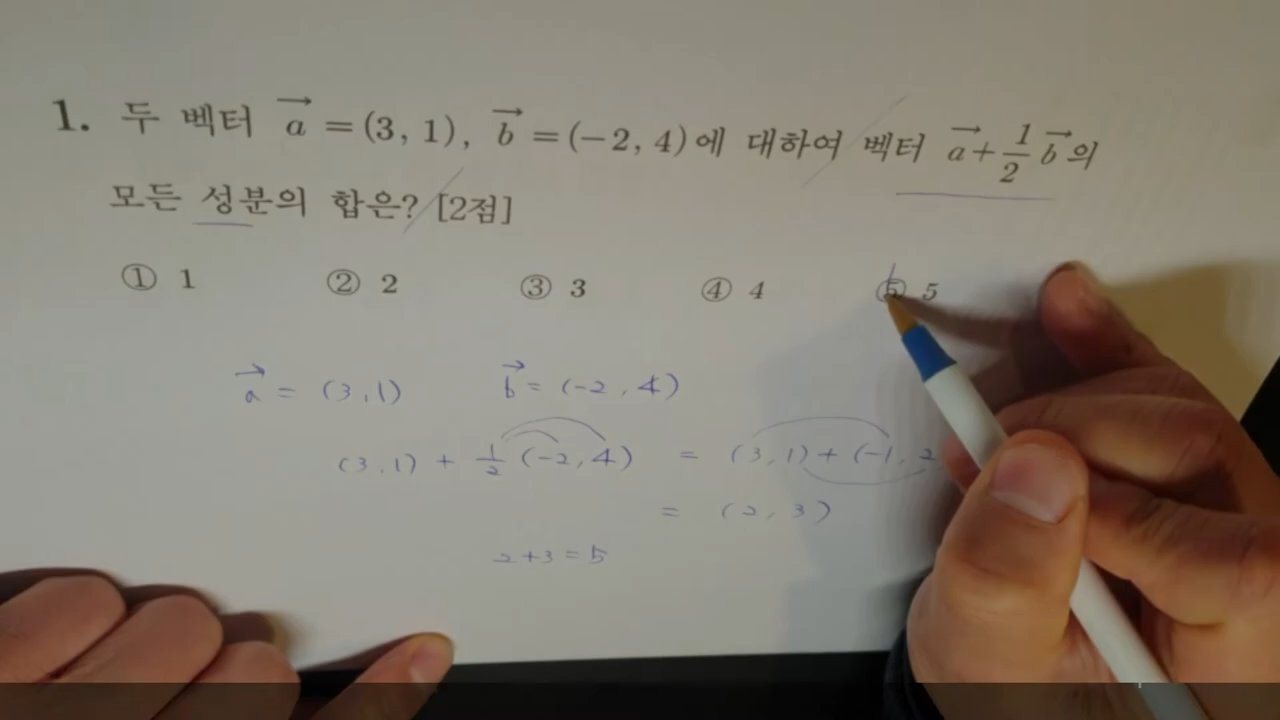 1. 두 벡터 a⃗ = (3, 1), b⃗ = (−2, 4)에 대하여 벡터 a⃗ + 1/2 b⃗의
모든 성분의 합은? [2점]
① 1 ② 2 ③ 3 ④ 4 ⑤ 5
a⃗ = (3,1) b⃗ = (-2, 4)
(3,1) + 1/2 (-2, 4) = (3,1) + (-1, 2
= (2, 3)
2+3=5